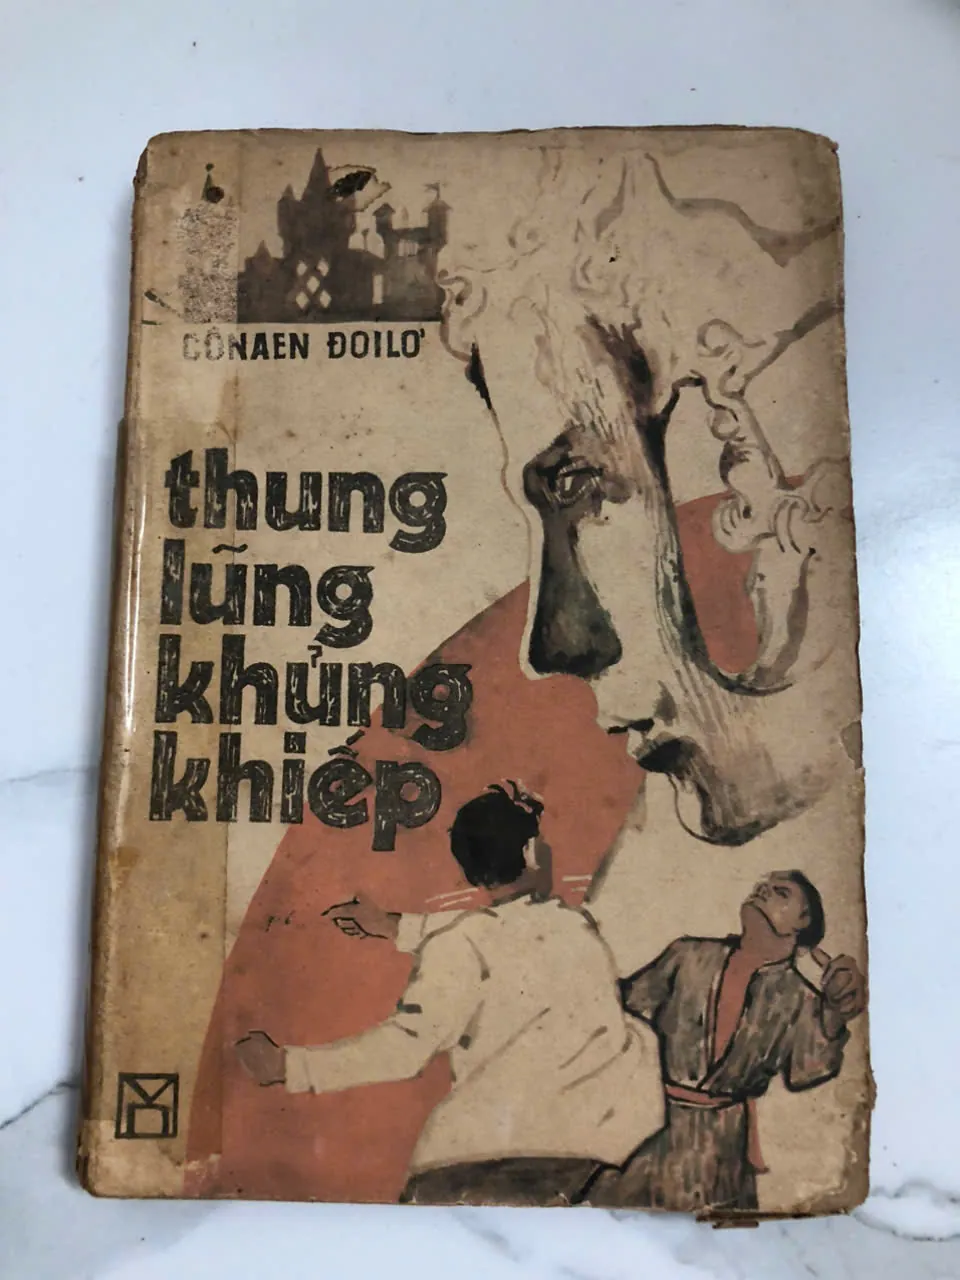 CÔNAEN ĐOILƠ
thung
lũng
khủng
khiếp